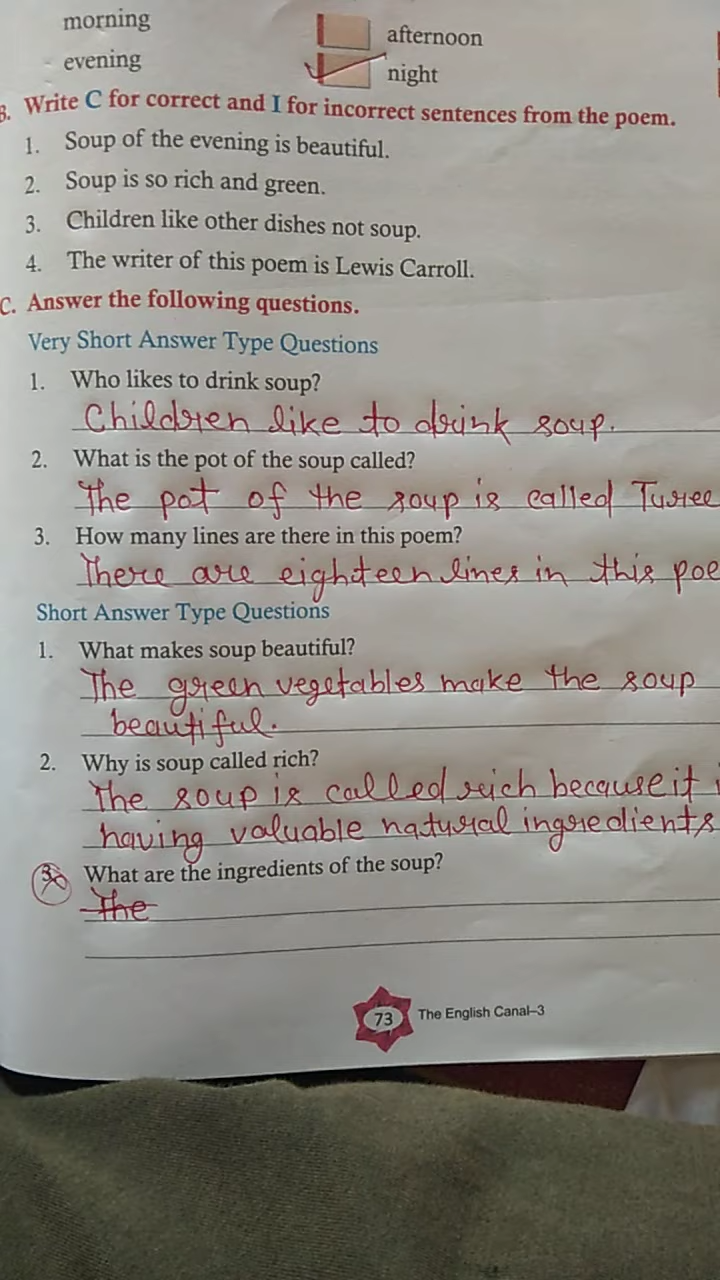 morning
afternoon
evening
night
B. Write C for correct and I for incorrect sentences from the poem.
1. Soup of the evening is beautiful.
2. Soup is so rich and green.
3. Children like other dishes not soup.
4. The writer of this poem is Lewis Carroll.
C. Answer the following questions.
Very Short Answer Type Questions
1. Who likes to drink soup?
Children like to drink soup.
2. What is the pot of the soup called?
The pot of the soup is called Turee
3. How many lines are there in this poem?
There are eighteen lines in this poe
Short Answer Type Questions
1. What makes soup beautiful?
The green vegetables make the soup
beautiful.
2. Why is soup called rich?
The soup is called rich because it i
having valuable natural ingredients
3. What are the ingredients of the soup?
The
73 The English Canal–3